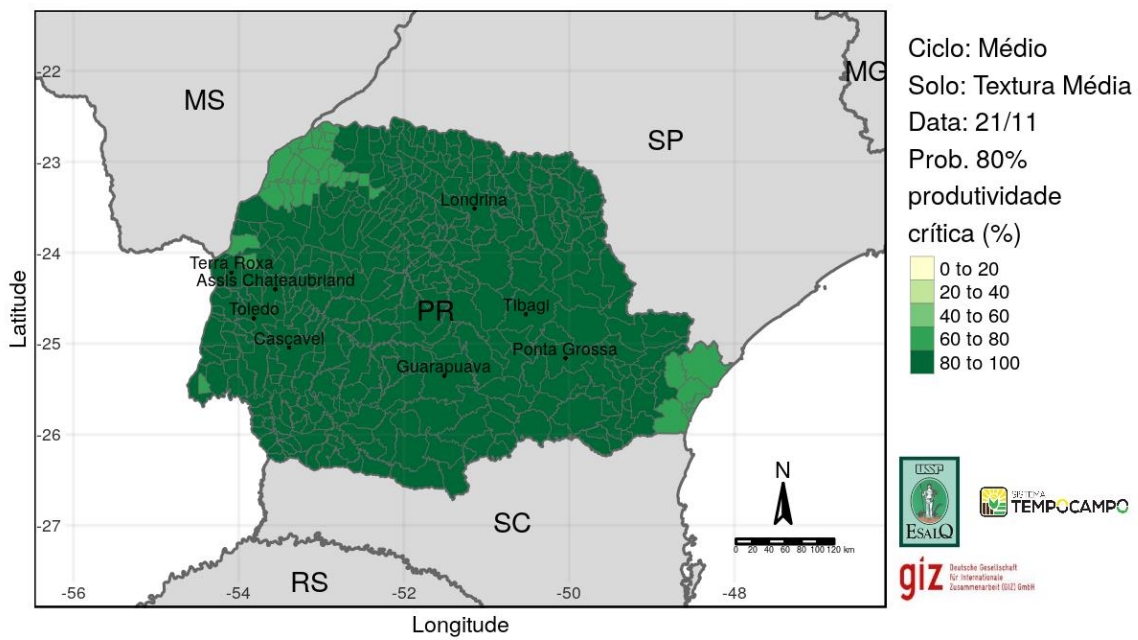 -22
-23
-24
-25
-26
-27
-56
-54
-52
-50
-48
Latitude
Longitude
MS
MG
SP
PR
SC
RS
Londrina
Terra Roxa
Assis Chateaubriand
Toledo
Cascavel
Tibagi
Guarapuava
Ponta Grossa
N
0 20 40 60 80 100 120 km
Ciclo: Médio
Solo: Textura Média
Data: 21/11
Prob. 80%
produtividade
crítica (%)
0 to 20
20 to 40
40 to 60
60 to 80
80 to 100
USP
ESALQ
SISTEMA
TEMPOCAMPO
giz
Deutsche Gesellschaft
für Internationale
Zusammenarbeit (GIZ) GmbH